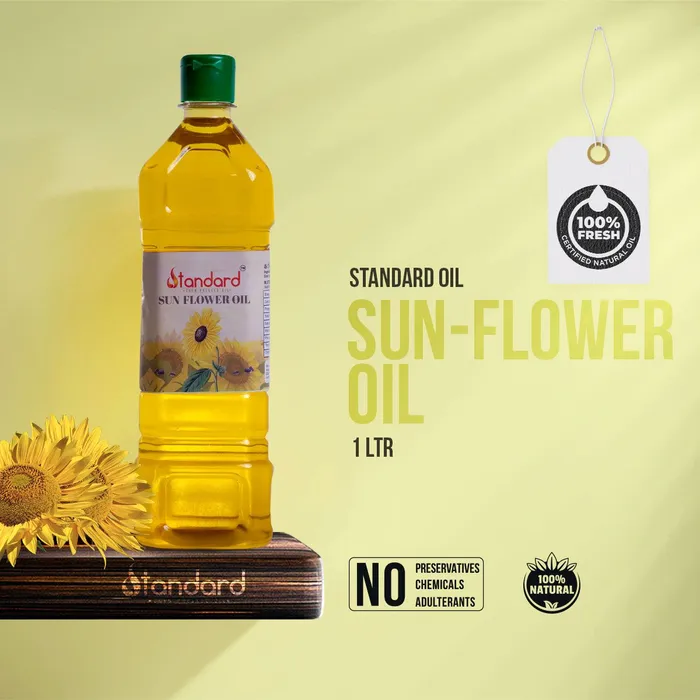 100%
FRESH
CERTIFIED NATURAL OIL
STANDARD OIL
SUN-FLOWER
OIL
1 LTR
Standard
SUN FLOWER OIL
Standard
NO
PRESERVATIVES
CHEMICALS
ADULTERANTS
100%
NATURAL